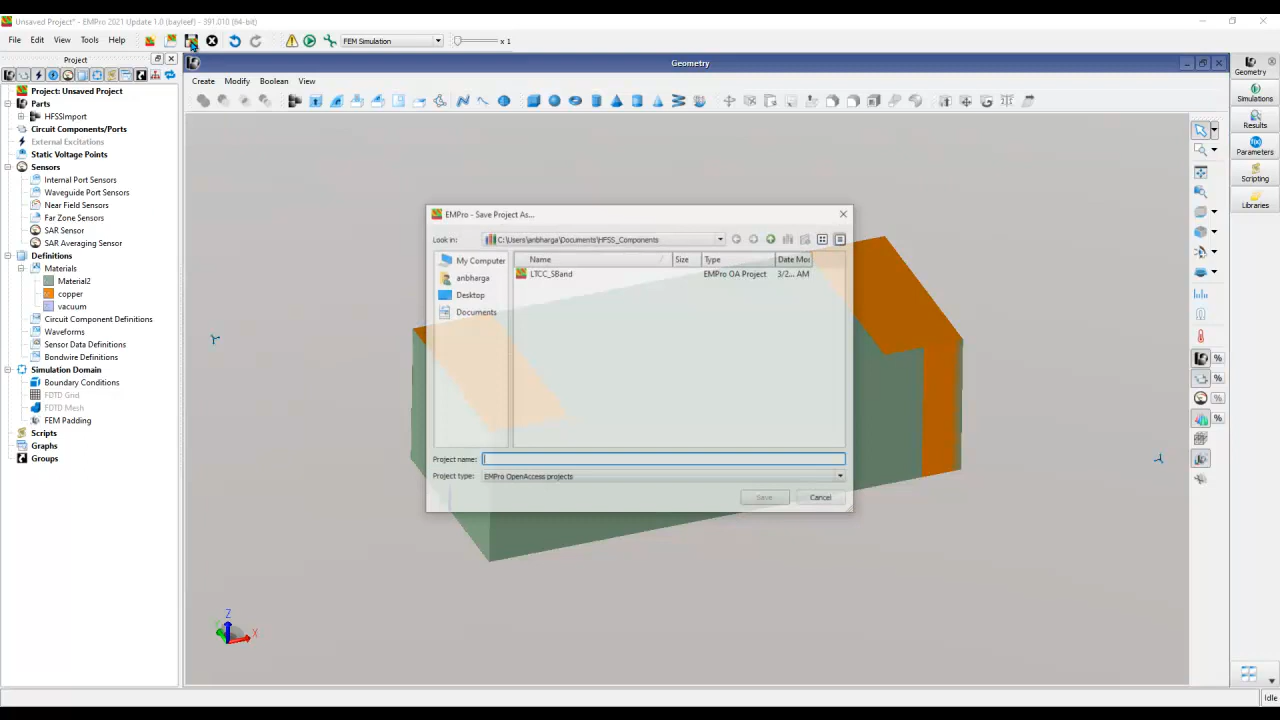 Unsaved Project* - EMPro 2021 Update 1.0 (bayleef) - 391.010 (64-bit)
File Edit View Tools Help
FEM Simulation
x 1
Project
Geometry
Project: Unsaved Project
Parts
HFSSImport
Circuit Components/Ports
External Excitations
Static Voltage Points
Sensors
Internal Port Sensors
Waveguide Port Sensors
Near Field Sensors
Far Zone Sensors
SAR Sensor
SAR Averaging Sensor
Definitions
Materials
Material2
copper
vacuum
Circuit Component Definitions
Waveforms
Sensor Data Definitions
Bondwire Definitions
Simulation Domain
Boundary Conditions
FDTD Grid
FDTD Mesh
FEM Padding
Scripts
Graphs
Groups
Create Modify Boolean View
EMPro - Save Project As...
Look in: C:\Users\anbharga\Documents\HFSS_Components
My Computer
anbharga
Desktop
Documents
Name Size Type Date Mod
LTCC_SBand EMPro OA Project 3/2... AM
Project name:
Project type: EMPro OpenAccess projects
Save Cancel
Z
X
Geometry
Simulations
Results
f(x)
Parameters
Scripting
Libraries
%
%
%
%
Idle